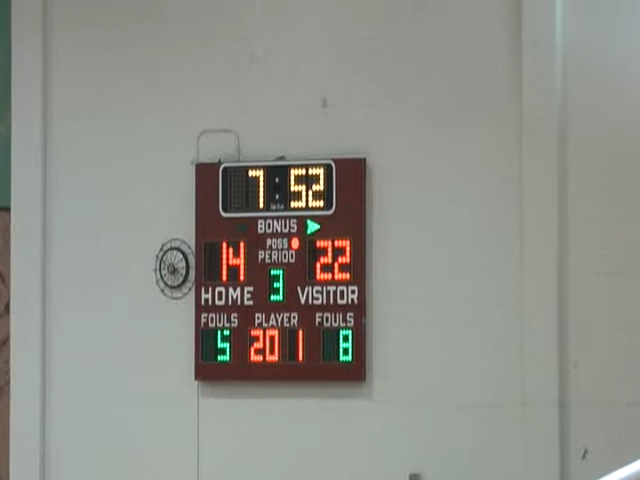 7:52
BONUS
POSS
14 PERIOD 22
HOME 3 VISITOR
FOULS PLAYER FOULS
5 20 1 8